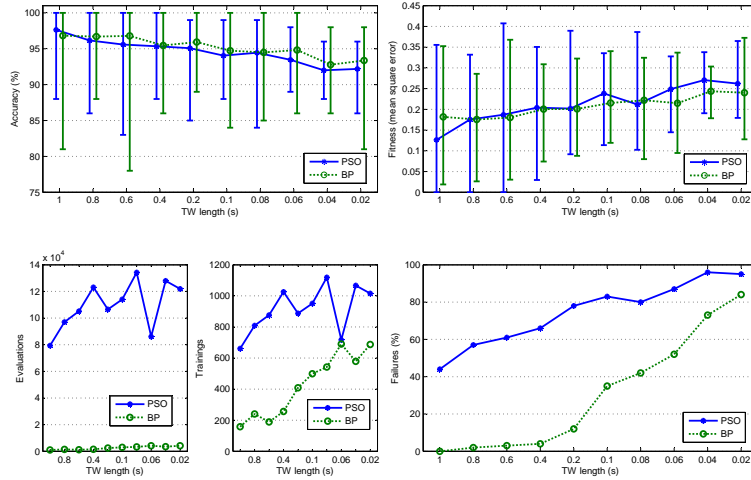 100
95
90
85
80
75
Accuracy (%)
1 0.8 0.6 0.4 0.2 0.1 0.08 0.06 0.04 0.02
TW length (s)
PSO
BP
0.45
0.4
0.35
0.3
0.25
0.2
0.15
0.1
0.05
0
Fitness (mean square error)
1 0.8 0.6 0.4 0.2 0.1 0.08 0.06 0.04 0.02
TW length (s)
PSO
BP
x 10⁴
14
12
10
8
6
4
2
0
Evaluations
0.8 0.4 0.1 0.06 0.02
TW length (s)
PSO
BP
1200
1000
800
600
400
200
0
Trainings
0.8 0.4 0.1 0.06 0.02
TW length (s)
PSO
BP
100
80
60
40
20
0
Failures (%)
1 0.8 0.6 0.4 0.2 0.1 0.08 0.06 0.04 0.02
TW length (s)
PSO
BP